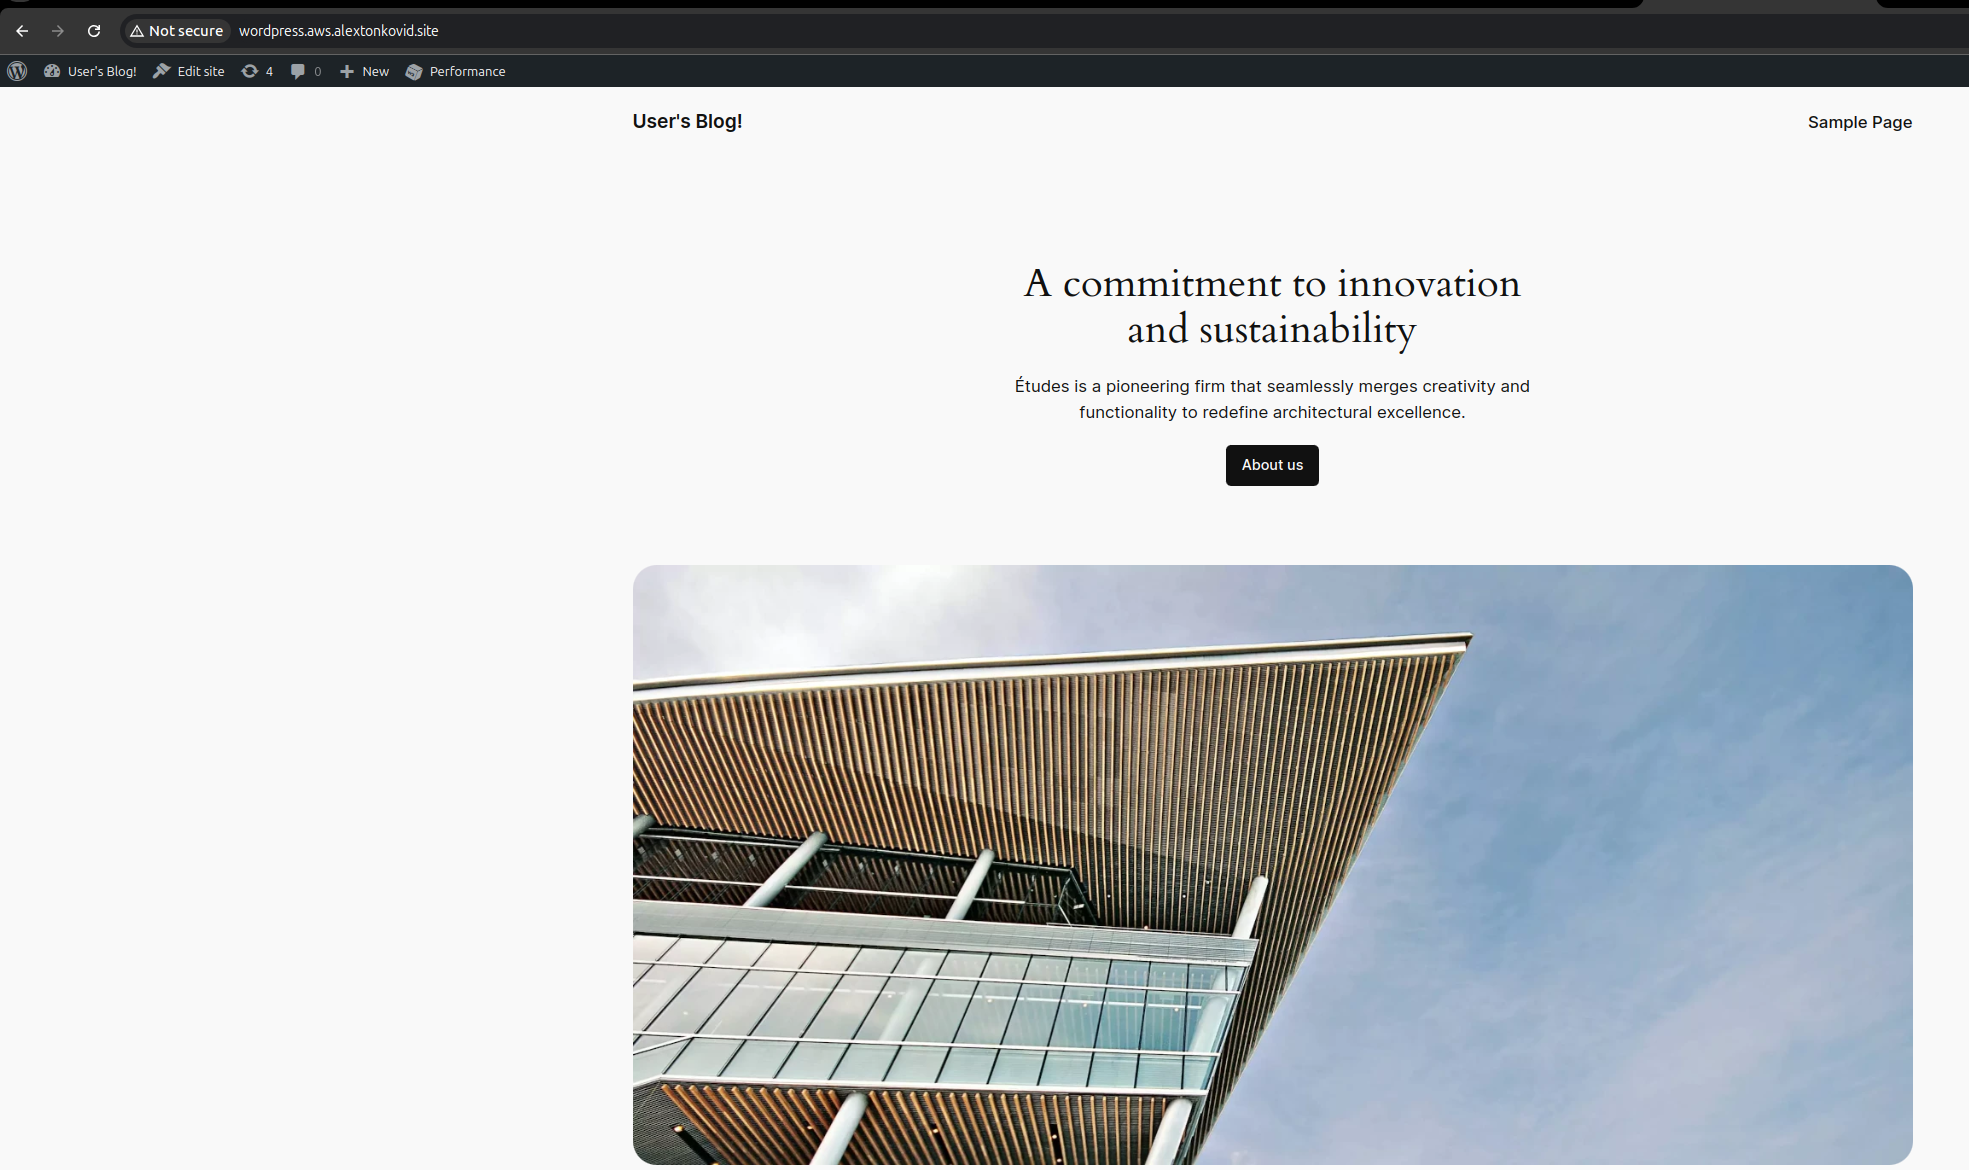 Not secure wordpress.aws.alextonkovid.site
User's Blog! Edit site 4 0 New Performance
User's Blog! Sample Page
A commitment to innovation
and sustainability
Études is a pioneering firm that seamlessly merges creativity and
functionality to redefine architectural excellence.
About us